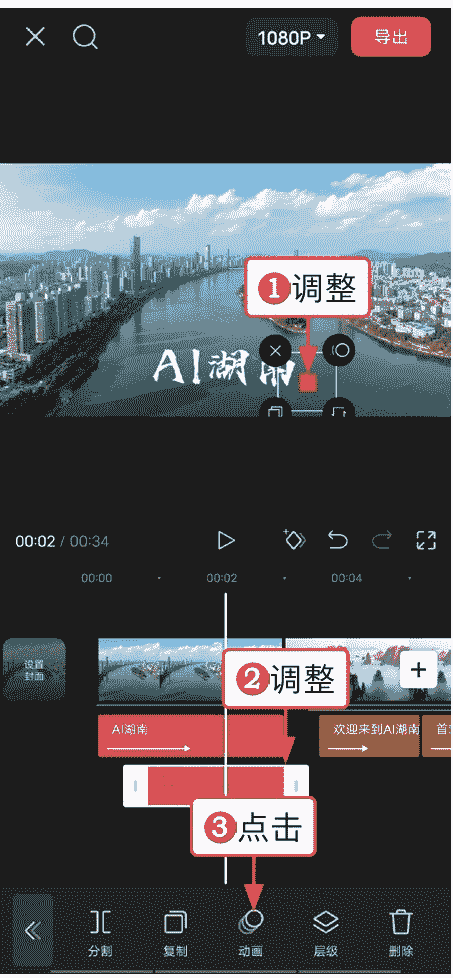 1080P
导出
1调整
AI湖南
00:02 / 00:34
00:00
00:02
00:04
设置
封面
2调整
AI湖南
欢迎来到AI湖南
首
3点击
分割
复制
动画
层级
删除